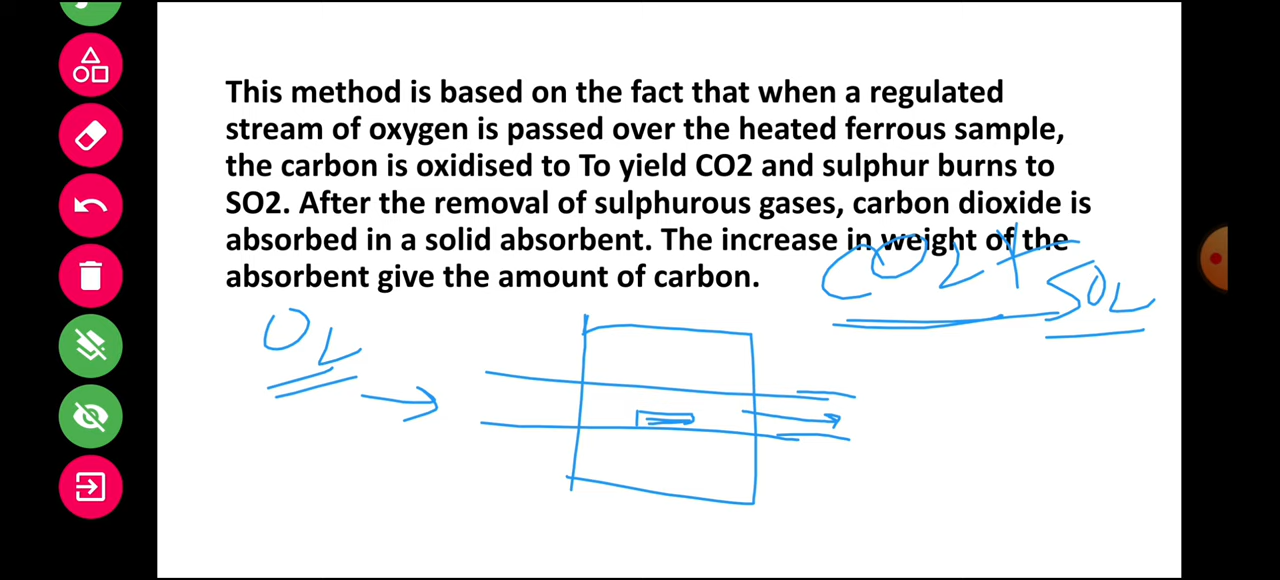 This method is based on the fact that when a regulated
stream of oxygen is passed over the heated ferrous sample,
the carbon is oxidised to To yield CO2 and sulphur burns to
SO2. After the removal of sulphurous gases, carbon dioxide is
absorbed in a solid absorbent. The increase in weight of the
absorbent give the amount of carbon.
CO2 + SO2
O2